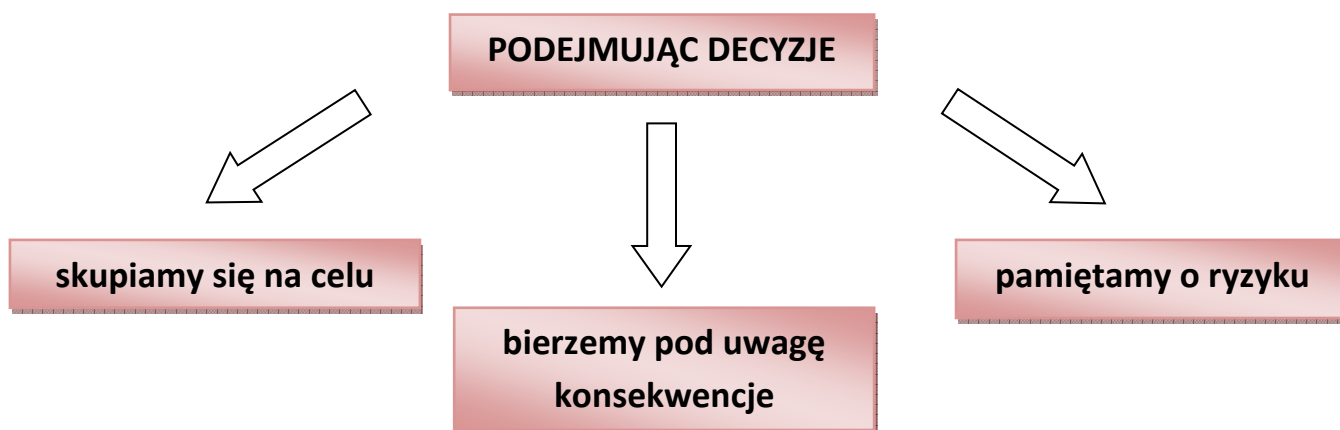 PODEJMUJĄC DECYZJE
skupiamy się na celu
bierzemy pod uwagę
konsekwencje
pamiętamy o ryzyku